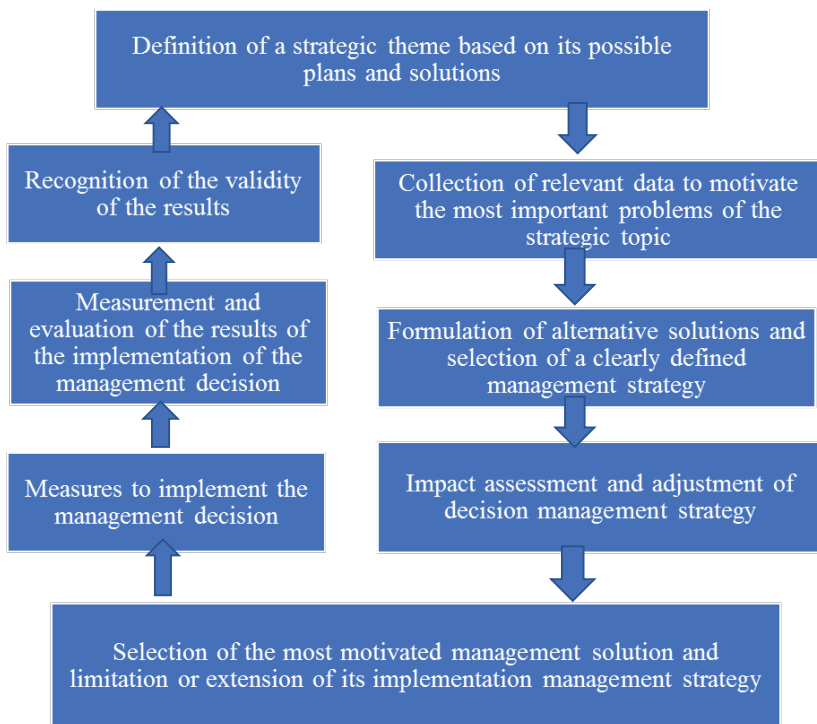 Definition of a strategic theme based on its possible
plans and solutions
Recognition of the validity
of the results
Collection of relevant data to motivate
the most important problems of the
strategic topic
Measurement and
evaluation of the results of
the implementation of the
management decision
Formulation of alternative solutions and
selection of a clearly defined
management strategy
Measures to implement the
management decision
Impact assessment and adjustment of
decision management strategy
Selection of the most motivated management solution and
limitation or extension of its implementation management strategy